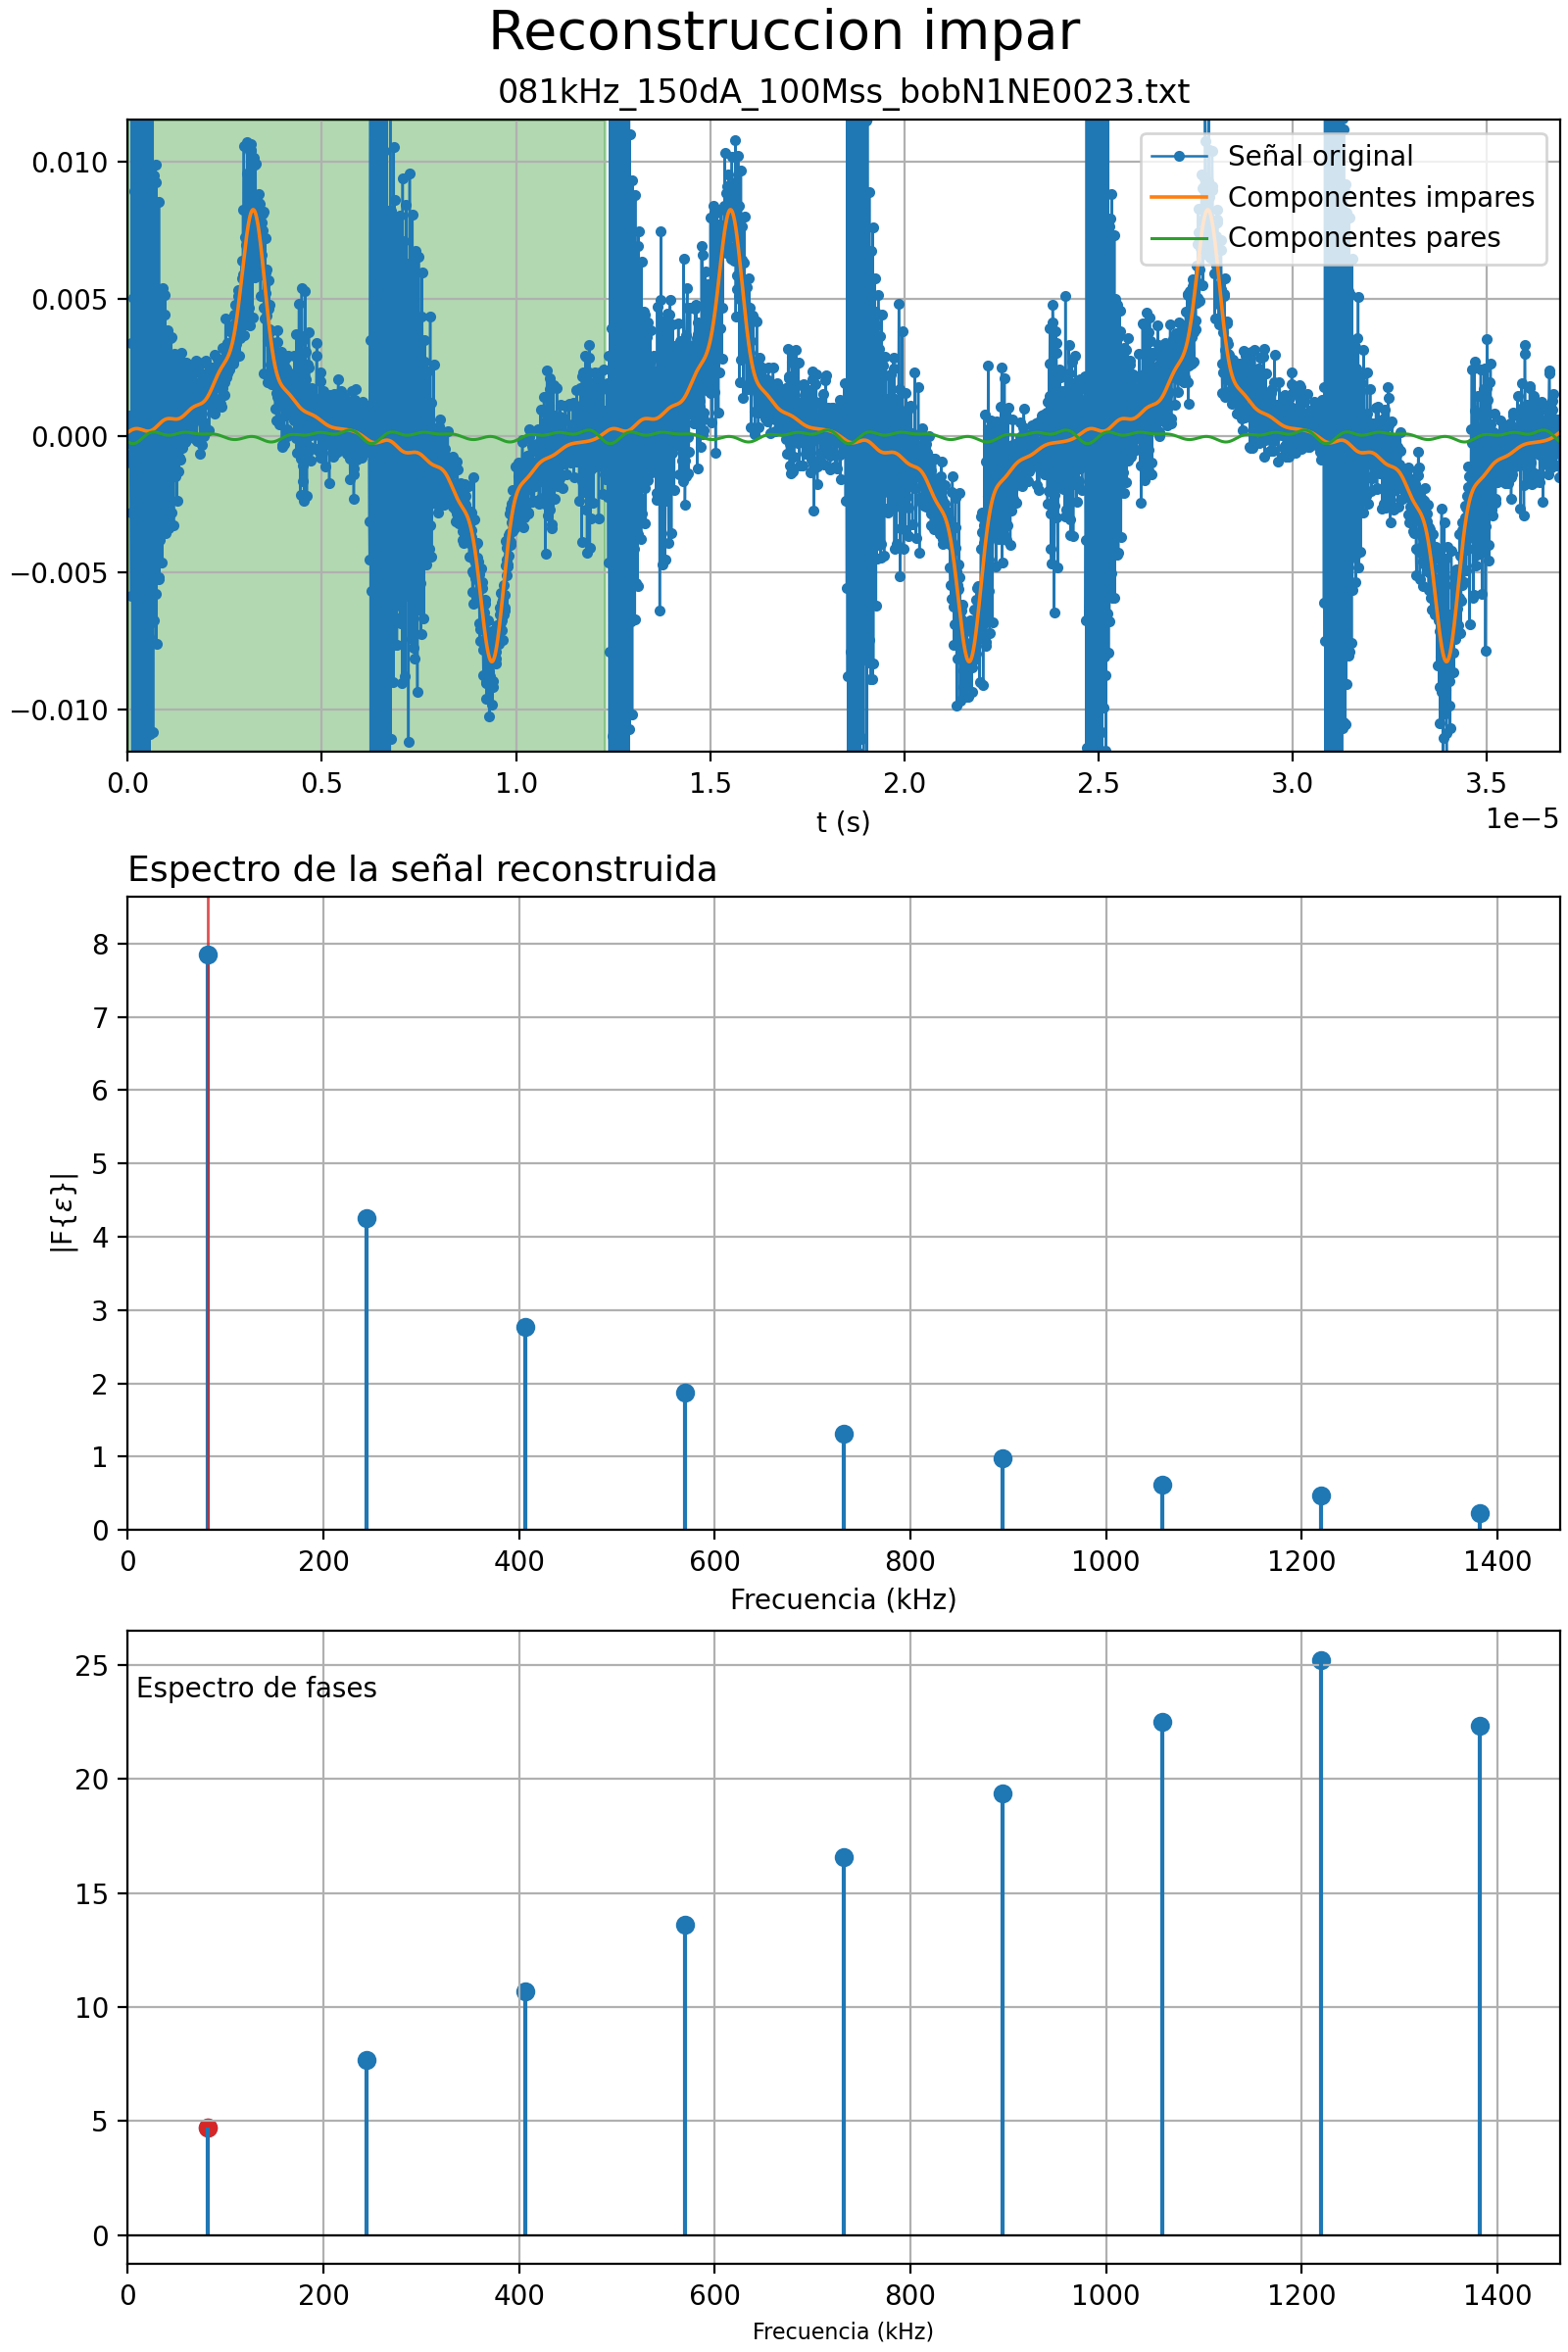 Reconstruccion impar
081kHz_150dA_100Mss_bobN1NE0023.txt
Señal original
Componentes impares
Componentes pares
0.010
0.005
0.000
−0.005
−0.010
0.0 0.5 1.0 1.5 2.0 2.5 3.0 3.5
1e−5
t (s)
Espectro de la señal reconstruida
8
7
6
5
4
3
2
1
0
|F{ε}|
0 200 400 600 800 1000 1200 1400
Frecuencia (kHz)
Espectro de fases
25
20
15
10
5
0
0 200 400 600 800 1000 1200 1400
Frecuencia (kHz)